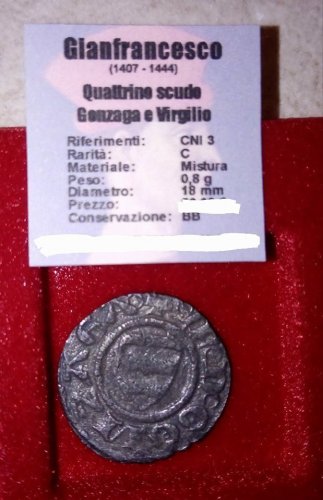 Gianfrancesco
(1407 - 1444)
Quattrino scudo
Gonzaga e Virgilio
Riferimenti: CNI 3
Rarità: C
Materiale: Mistura
Peso: 0,8 g
Diametro: 18 mm
Prezzo:
Conservazione: BB